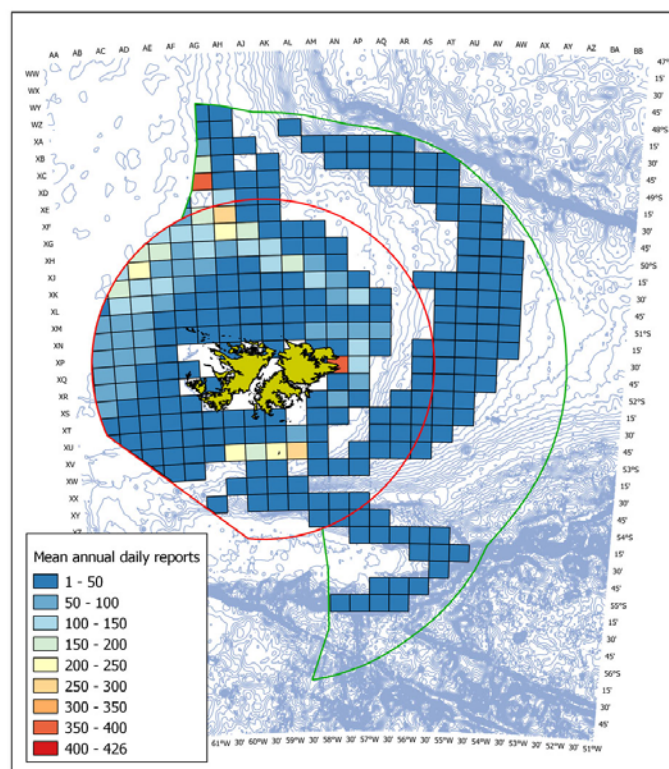 AA AB AC AD AE AF AG AH AJ AK AL AM AN AP AQ AR AS AT AU AV AW AX AY AZ BA BB
WW
WX
WY
WZ
XA
XB
XC
XD
XE
XF
XG
XH
XJ
XK
XL
XM
XN
XP
XQ
XR
XS
XT
XU
XV
XW
XX
XY
47°
15'
30'
45'
48°S
15'
30'
45'
49°S
15'
30'
45'
50°S
15'
30'
45'
51°S
15'
30'
45'
52°S
15'
30'
45'
53°S
15'
30'
45'
54°S
15'
30'
45'
55°S
15'
30'
45'
56°S
15'
30'
45'
Mean annual daily reports
1 - 50
50 - 100
100 - 150
150 - 200
200 - 250
250 - 300
300 - 350
350 - 400
400 - 426
61°W 30' 60°W 30' 59°W 30' 58°W 30' 57°W 30' 56°W 30' 55°W 30' 54°W 30' 53°W 30' 52°W 30' 51°W